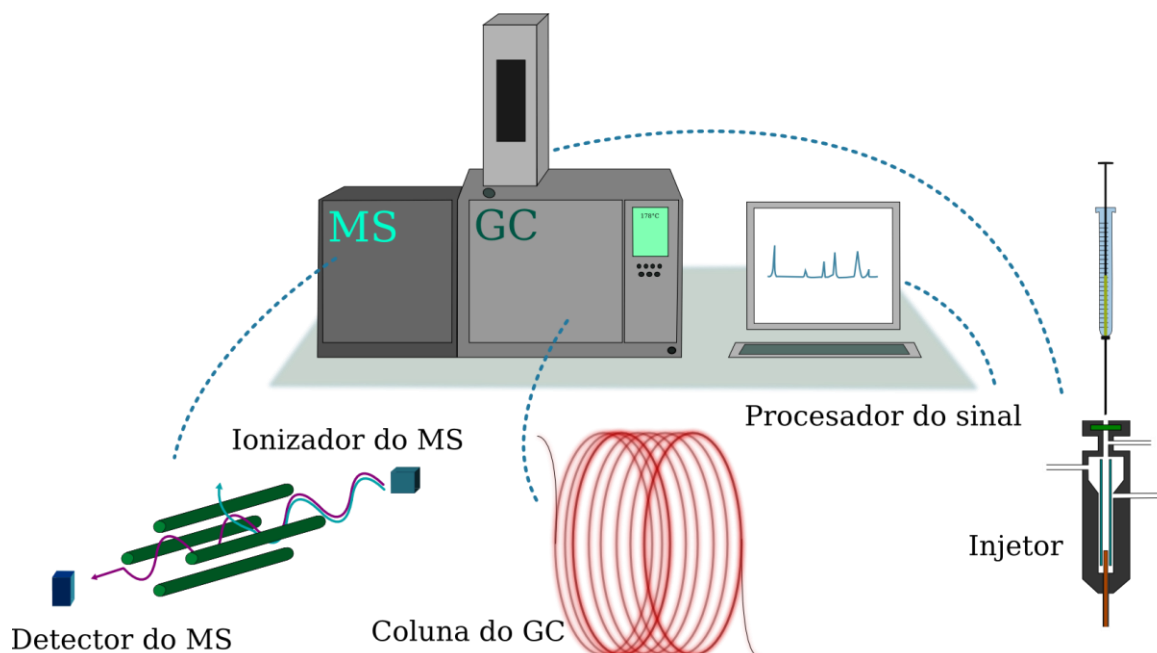 MS
GC
178°C
Procesador do sinal
Ionizador do MS
Injetor
Coluna do GC
Detector do MS